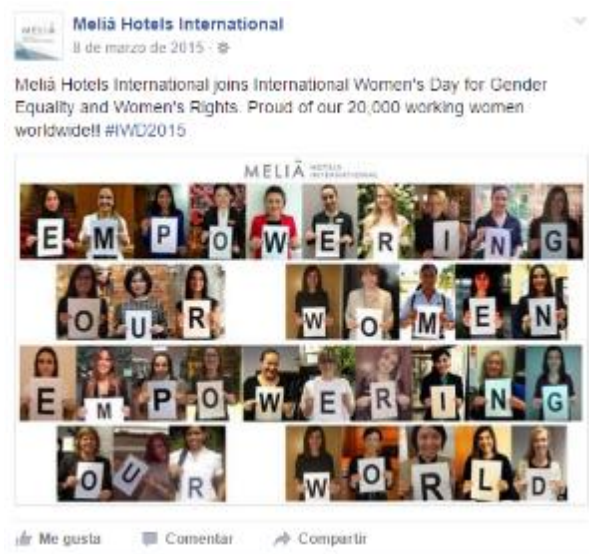 Meliá Hotels International
8 de marzo de 2015
Meliá Hotels International joins International Women's Day for Gender
Equality and Women's Rights. Proud of our 20,000 working women
worldwide!! #IWD2015
MELIÃ HOTELS INTERNATIONAL
EMPOWERING
OUR WOMEN
EMPOWERING
OUR WORLD
Me gusta Comentar Compartir